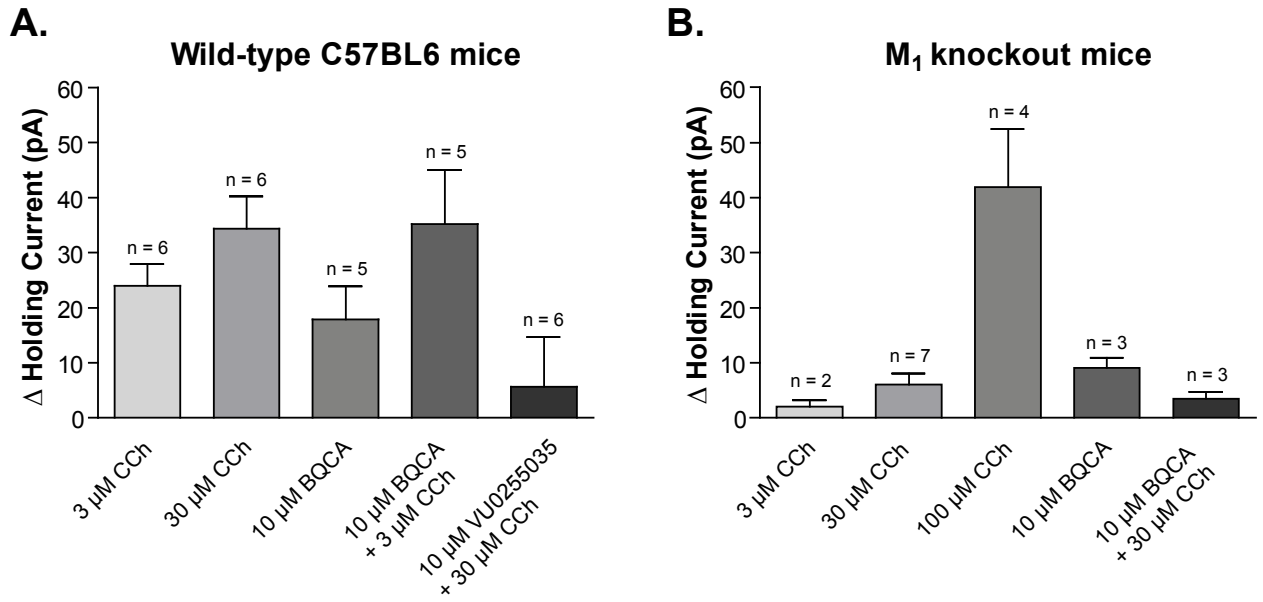 A.
Wild-type C57BL6 mice
Δ Holding Current (pA)
60
50
40
30
20
10
0
n = 6
n = 6
n = 5
n = 5
n = 6
3 µM CCh
30 µM CCh
10 µM BQCA
10 µM BQCA
+ 3 µM CCh
10 µM VU0255035
+ 30 µM CCh
B.
M₁ knockout mice
Δ Holding Current (pA)
60
50
40
30
20
10
0
n = 2
n = 7
n = 4
n = 3
n = 3
3 µM CCh
30 µM CCh
100 µM CCh
10 µM BQCA
10 µM BQCA
+ 30 µM CCh